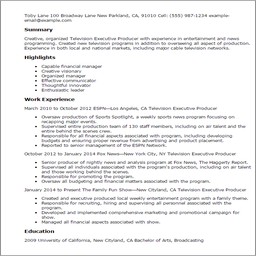 Toby Lane 100 Broadway Lane New Parkland, CA, 91010 Cell: (555) 987-1234 example-
email@example.com
Summary
Creative, organized Television Executive Producer with experience in entertainment and news
programming. Created new television programs in addition to overseeing all aspect of production.
Experience in both local and national markets, including major cable television networks.
Highlights
Capable financial manager
Creative visionary
Organized manager
Effective communicator
Thoughtful innovator
Enthusiastic leader
Work Experience
March 2010 to October 2012 ESPN—Los Angeles, CA Television Executive Producer
Overseas production of Sports Spotlight, a weekly sports news program focusing on
recapping major events.
Supervised entire production team of 130 staff members, including on air talent and the
entire behind the scenes crew.
Responsible for all financial aspects associated with program, including developing
budgets and ensuring proper revenue from advertising and product placement.
Reported to senior management of the ESPN Network.
October 2012 to January 2014 Fox News—New York City, NY Television Executive Producer
Senior producer of nightly news and analysis program at Fox News, The Haggarty Report.
Supervised all individuals associated with the program's production, including on air talent
and those working behind the scenes.
Responsible for promoting the program.
Oversaw all budgeting and financial matters associated with the show.
January 2014 to Present The Family Fun Show—New Cityland, CA Television Executive Producer
Created and executive produced local weekly entertainment program with a family theme.
Responsible for recruiting, hiring and supervising all personnel associated with the
program.
Developed and implemented comprehensive marketing and promotional campaign for
show.
Managed all budgetary and financial matters associated with program.
Education
2009 University of California, New Cityland, CA Bachelor of Arts, Broadcasting